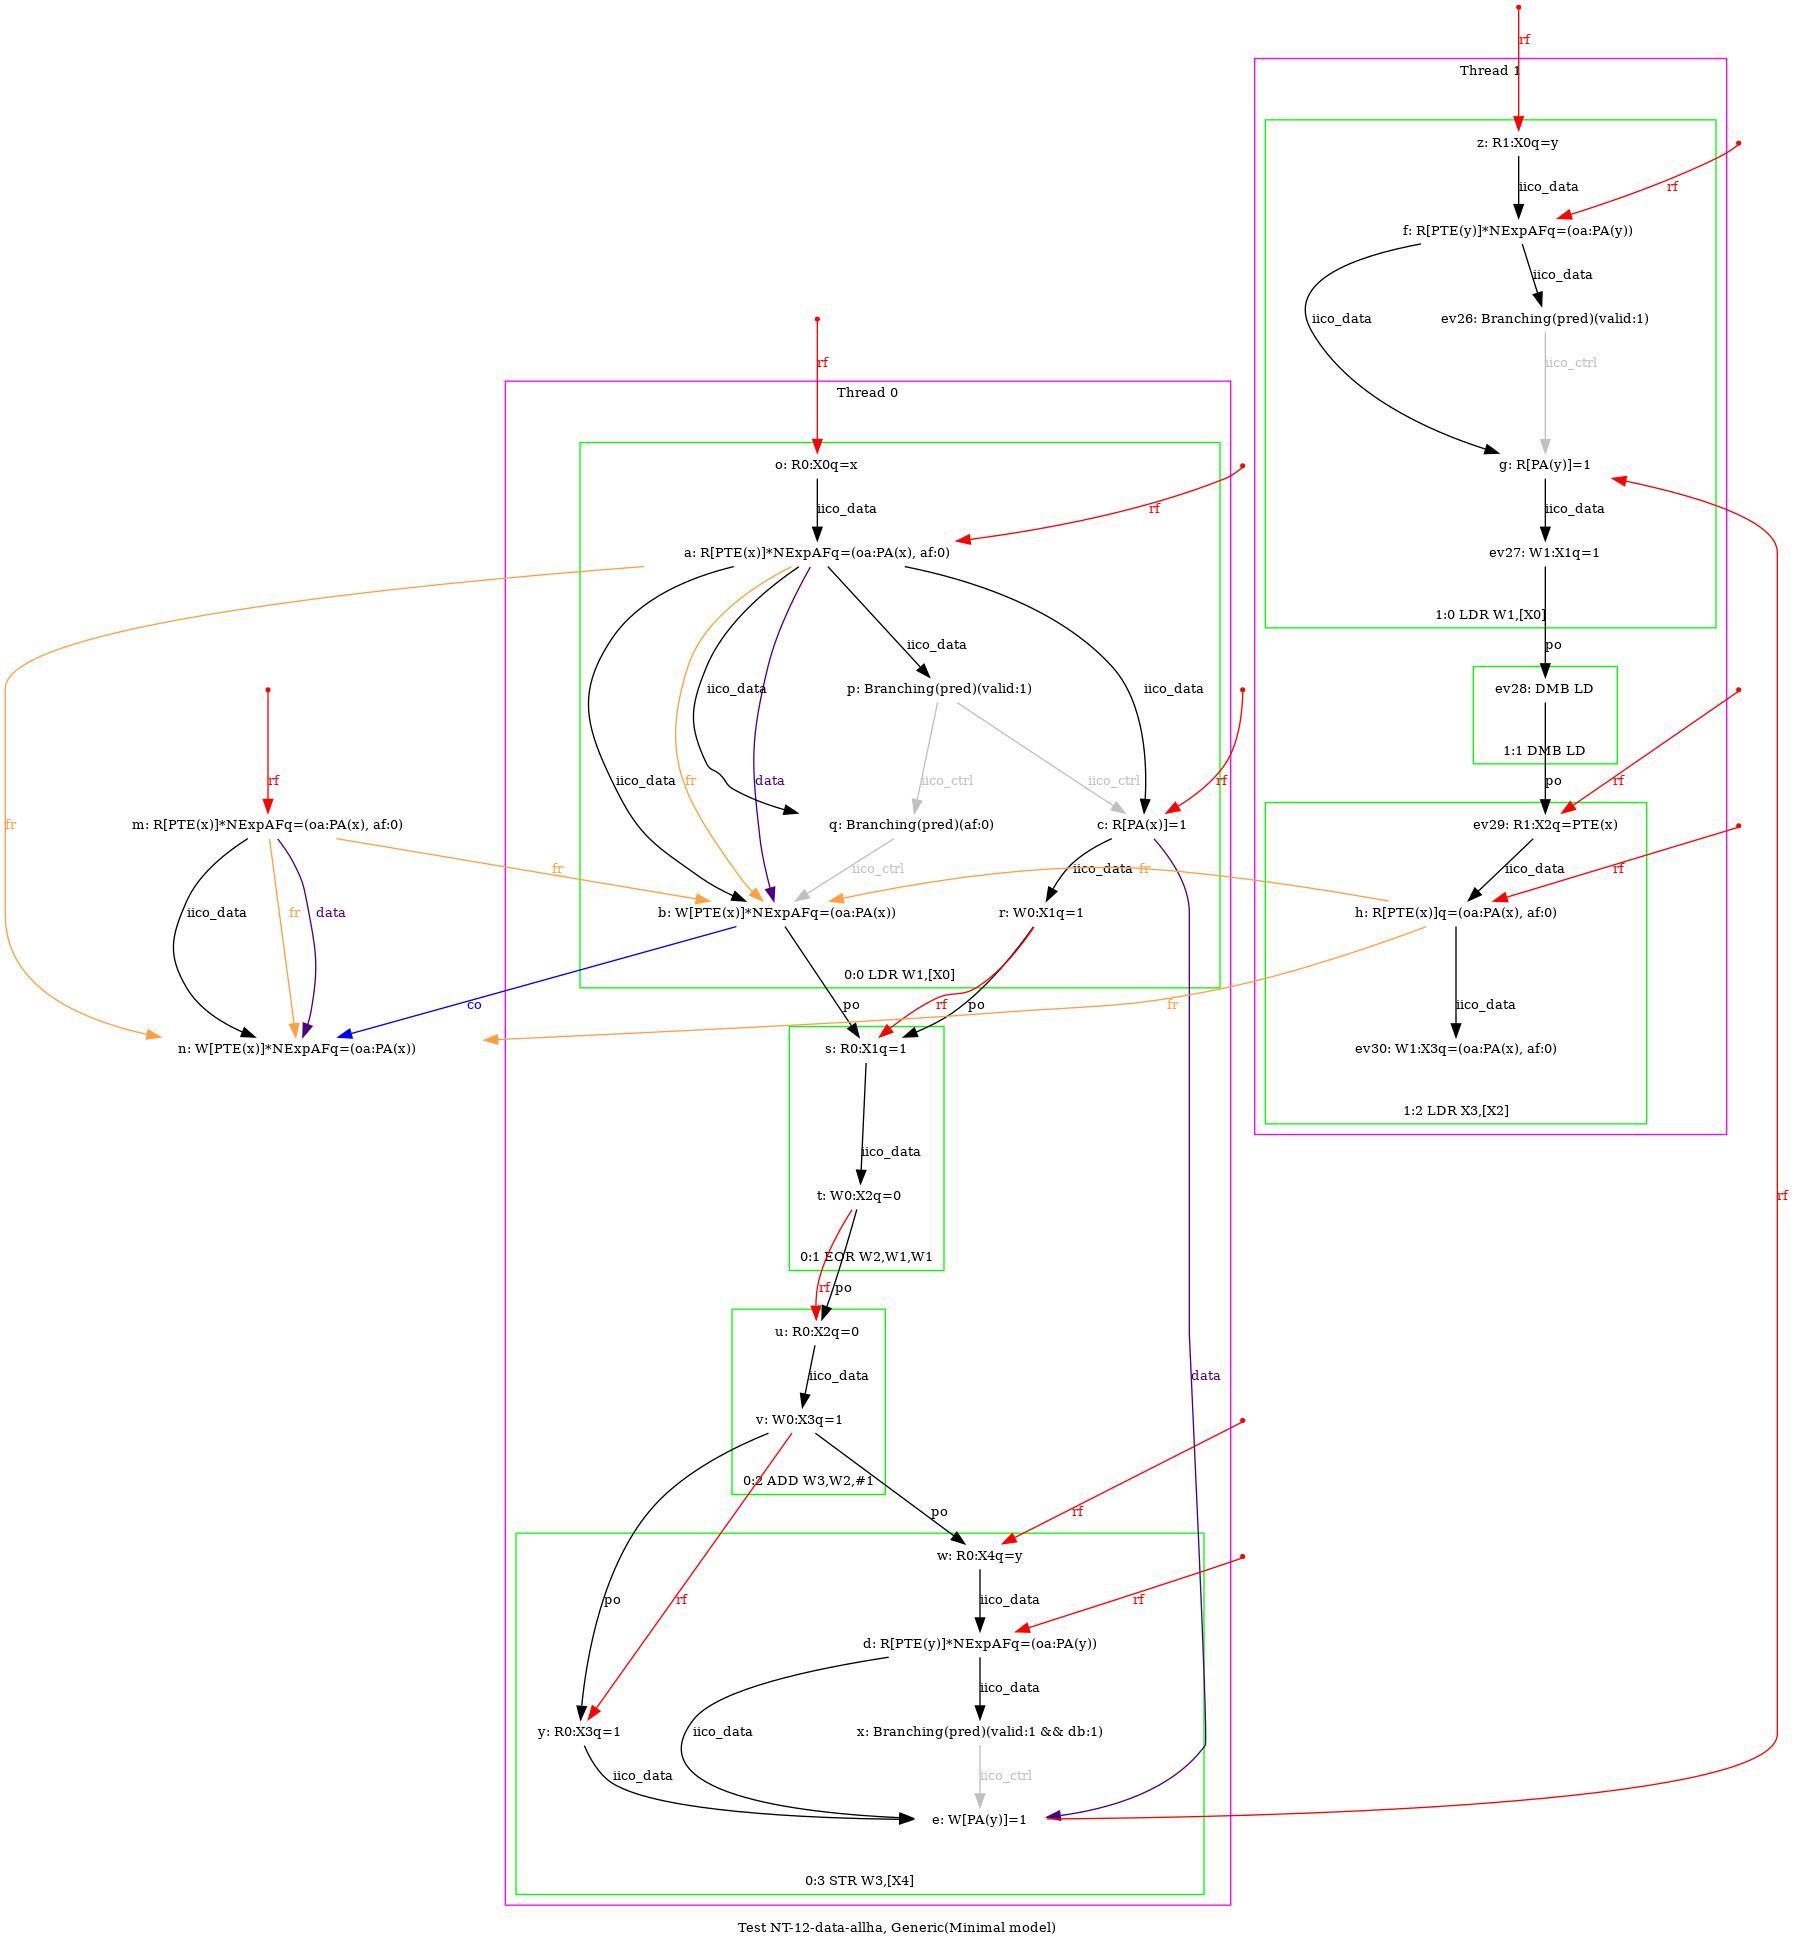 rf
Thread 1
z: R1:X0q=y
iico_data
rf
f: R[PTE(y)]*NExpAFq=(oa:PA(y))
iico_data
iico_data
ev26: Branching(pred)(valid:1)
iico_ctrl
g: R[PA(y)]=1
iico_data
ev27: W1:X1q=1
1:0 LDR W1,[X0]
po
ev28: DMB LD
1:1 DMB LD
po
rf
ev29: R1:X2q=PTE(x)
iico_data
rf
h: R[PTE(x)]q=(oa:PA(x), af:0)
iico_data
ev30: W1:X3q=(oa:PA(x), af:0)
1:2 LDR X3,[X2]
rf
rf
Thread 0
o: R0:X0q=x
iico_data
rf
a: R[PTE(x)]*NExpAFq=(oa:PA(x), af:0)
iico_data
iico_data
p: Branching(pred)(valid:1)
iico_data
iico_data
fr
data
iico_ctrl
iico_ctrl
rf
q: Branching(pred)(af:0)
c: R[PA(x)]=1
iico_ctrl
iico_data
fr
b: W[PTE(x)]*NExpAFq=(oa:PA(x))
r: W0:X1q=1
0:0 LDR W1,[X0]
po
rf
po
fr
s: R0:X1q=1
iico_data
t: W0:X2q=0
0:1 EOR W2,W1,W1
rf
po
u: R0:X2q=0
iico_data
v: W0:X3q=1
0:2 ADD W3,W2,#1
po
rf
po
rf
w: R0:X4q=y
iico_data
rf
d: R[PTE(y)]*NExpAFq=(oa:PA(y))
iico_data
iico_data
y: R0:X3q=1
x: Branching(pred)(valid:1 && db:1)
iico_data
iico_ctrl
data
e: W[PA(y)]=1
0:3 STR W3,[X4]
fr
rf
m: R[PTE(x)]*NExpAFq=(oa:PA(x), af:0)
fr
iico_data
fr
data
co
n: W[PTE(x)]*NExpAFq=(oa:PA(x))
Test NT-12-data-allha, Generic(Minimal model)